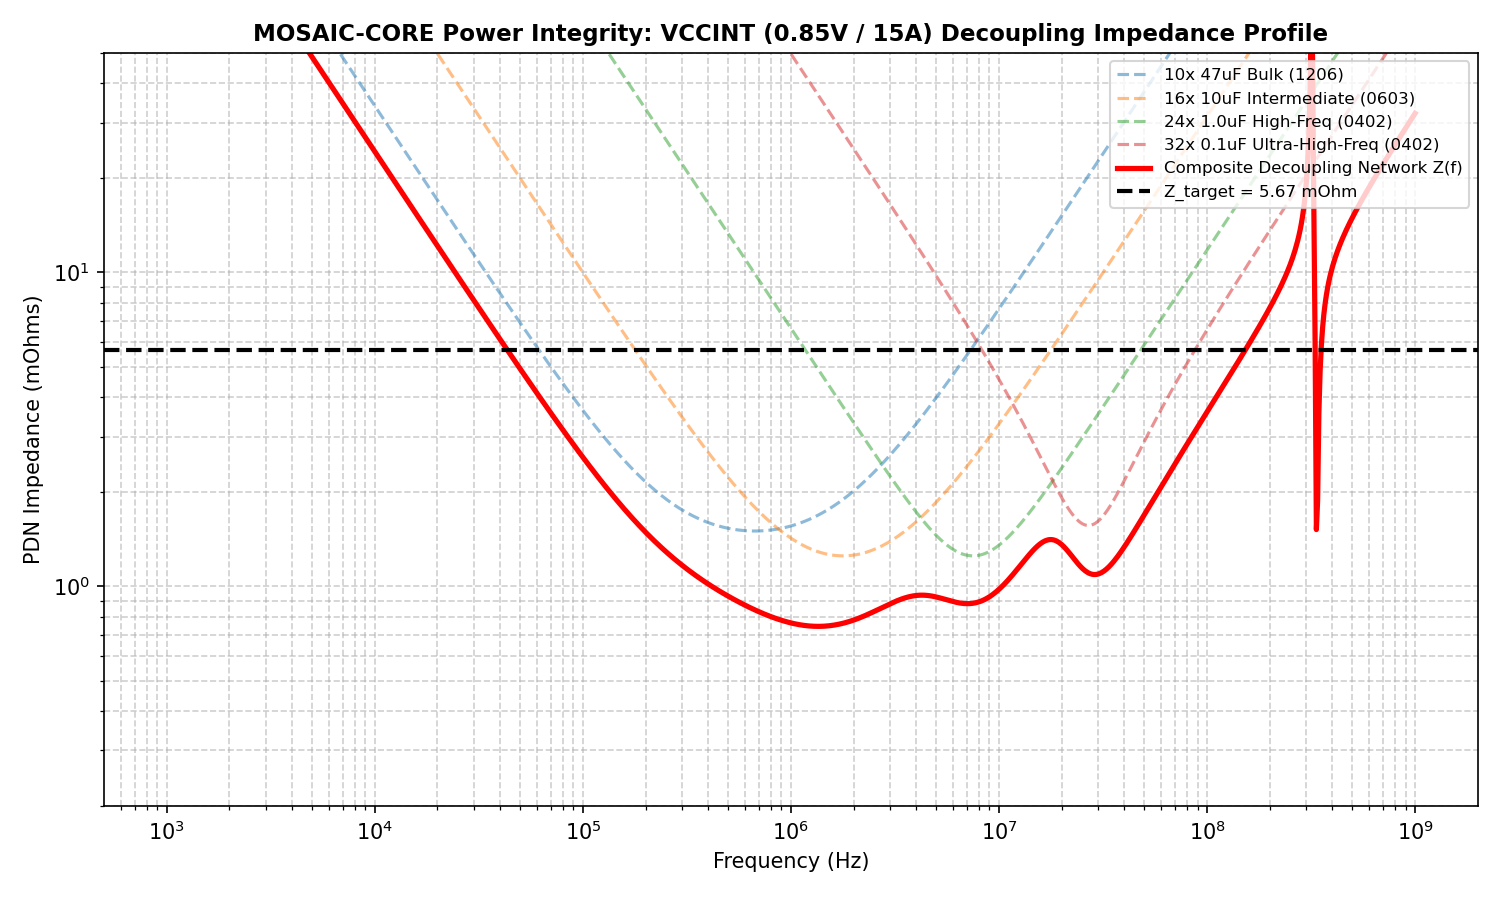 MOSAIC-CORE Power Integrity: VCCINT (0.85V / 15A) Decoupling Impedance Profile
10x 47uF Bulk (1206)
16x 10uF Intermediate (0603)
24x 1.0uF High-Freq (0402)
32x 0.1uF Ultra-High-Freq (0402)
Composite Decoupling Network Z(f)
Z_target = 5.67 mOhm
PDN Impedance (mOhms)
10¹
10⁰
10³ 10⁴ 10⁵ 10⁶ 10⁷ 10⁸ 10⁹
Frequency (Hz)